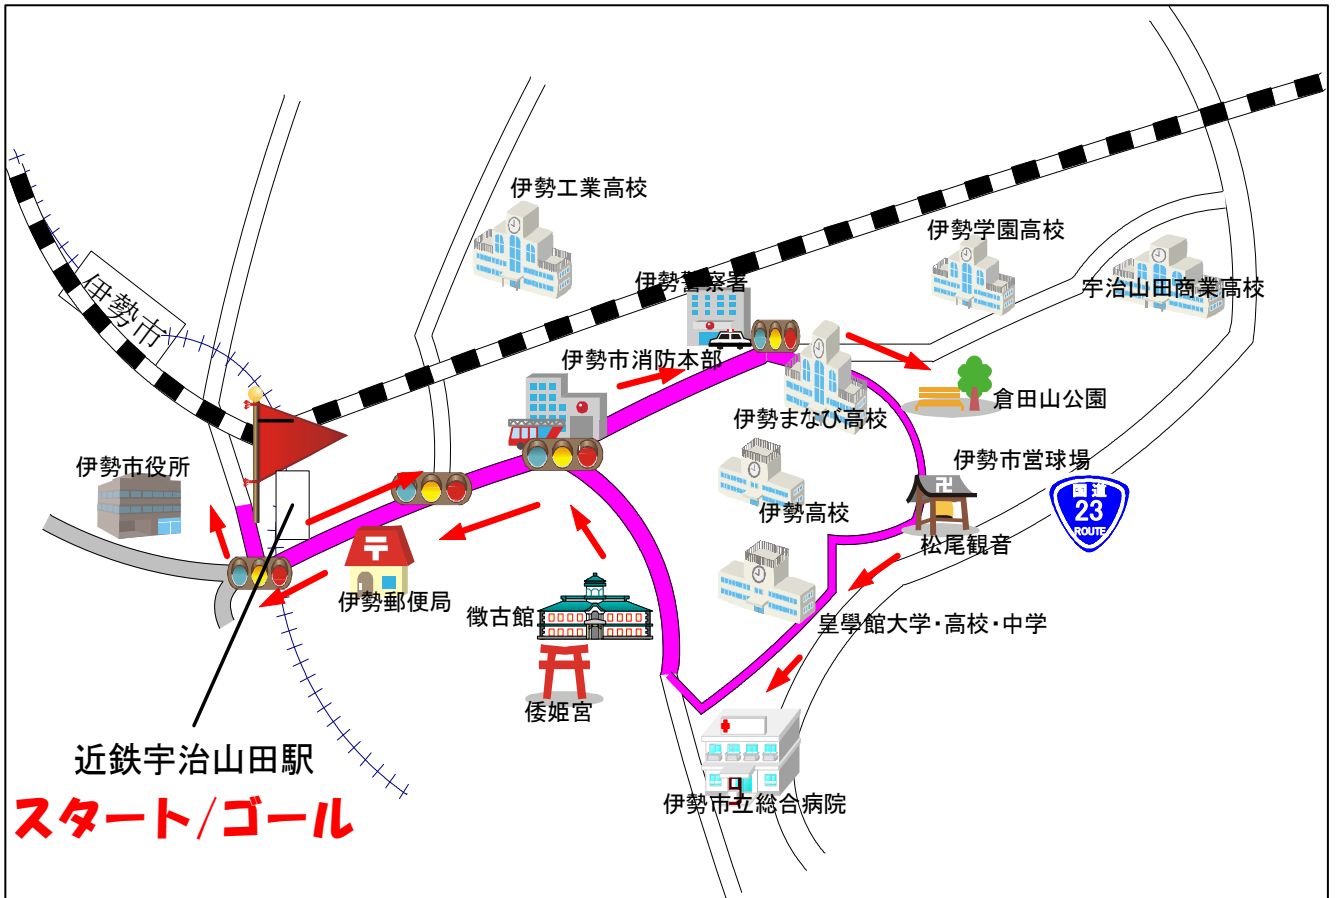 伊勢工業高校
伊勢学園高校
伊勢警察署
宇治山田商業高校
伊勢市
伊勢市消防本部
倉田山公園
伊勢まなび高校
伊勢市役所
伊勢市営球場
卍
国道
23
ROUTE
伊勢高校
松尾観音
〒
伊勢郵便局
徴古館
皇學館大学・高校・中学
倭姫宮
近鉄宇治山田駅
伊勢市立総合病院
スタート/ゴール